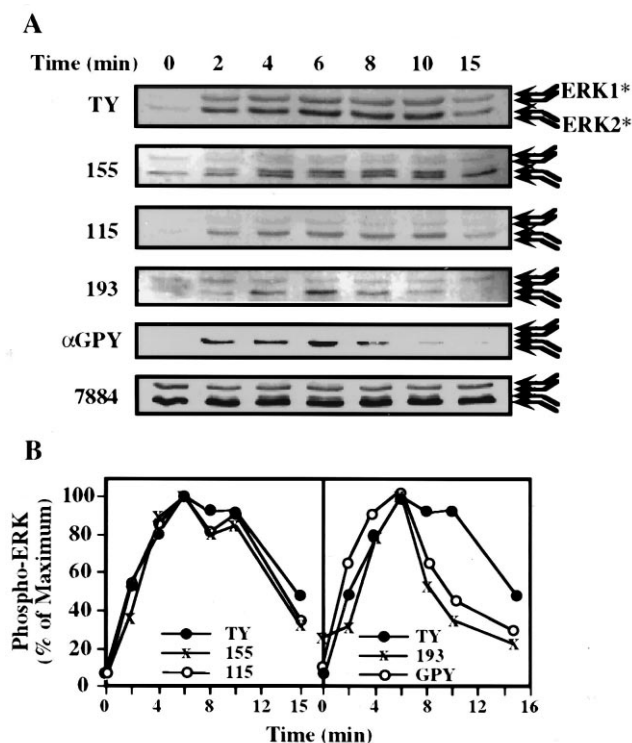 A
Time (min) 0 2 4 6 8 10 15
TY
ERK1*
ERK2*
155
115
193
αGPY
7884
B
Phospho-ERK
(% of Maximum)
100
80
60
40
20
0
TY
155
115
TY
193
GPY
0 4 8 12 15 0 4 8 12 16
Time (min)